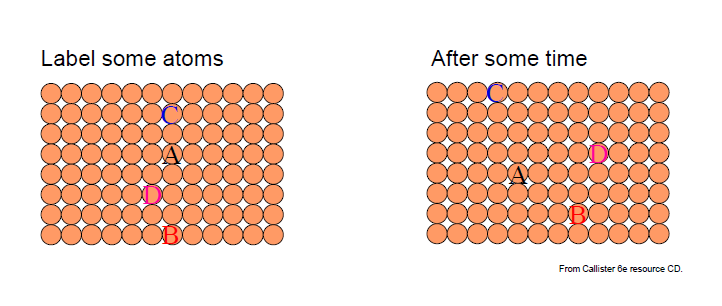 Label some atoms
C
A
D
B
After some time
C
D
A
B
From Callister 6e resource CD.